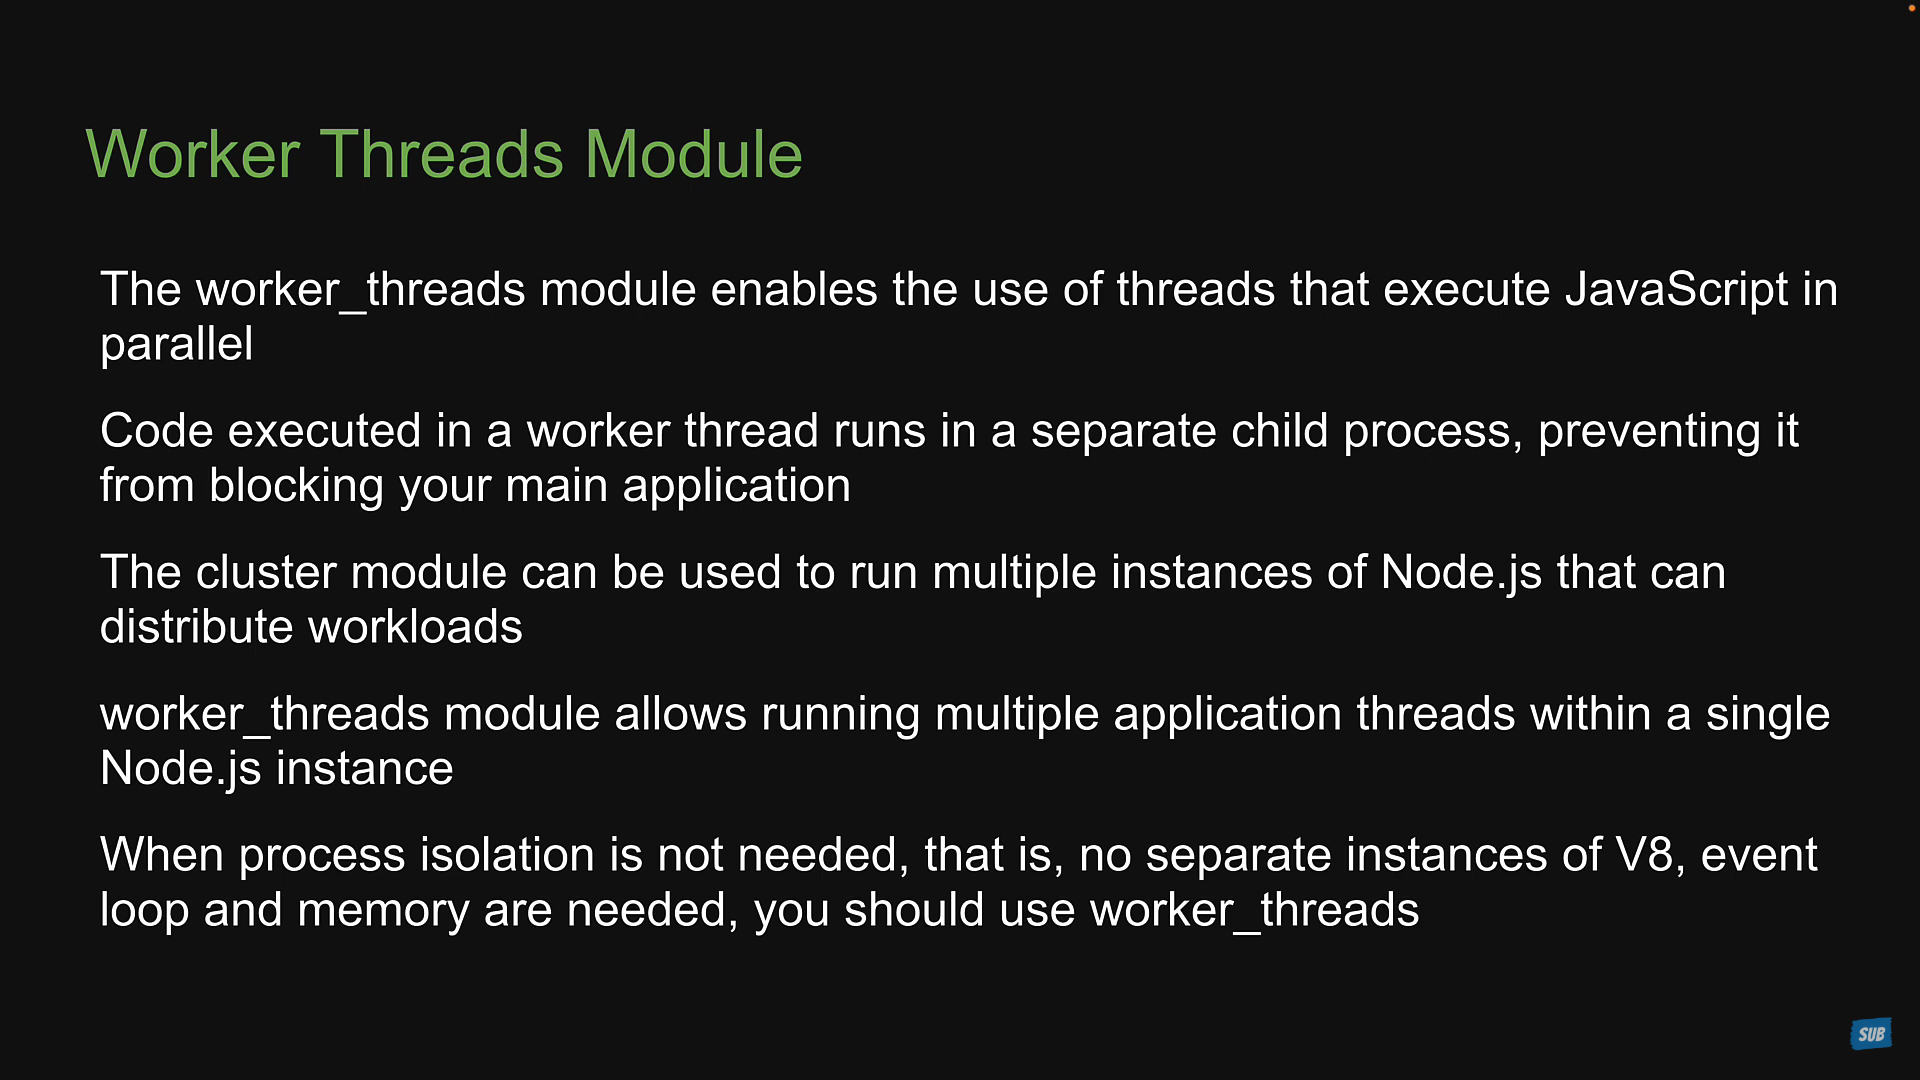 Worker Threads Module
The worker_threads module enables the use of threads that execute JavaScript in
parallel
Code executed in a worker thread runs in a separate child process, preventing it
from blocking your main application
The cluster module can be used to run multiple instances of Node.js that can
distribute workloads
worker_threads module allows running multiple application threads within a single
Node.js instance
When process isolation is not needed, that is, no separate instances of V8, event
loop and memory are needed, you should use worker_threads
SUB